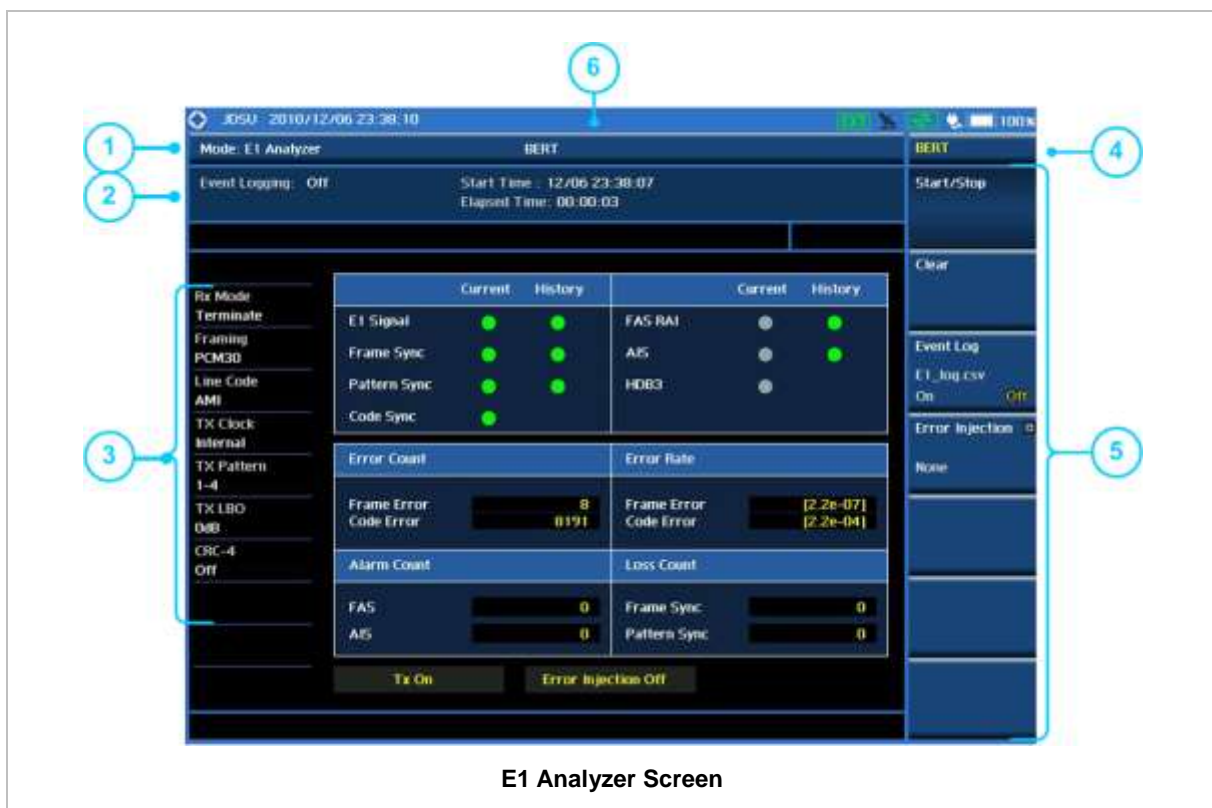 6
JDSU 2010/12/06 23:38:10 100%
1
Mode: E1 Analyzer BERT
BERT
4
2
Event Logging: Off
Start Time : 12/06 23:38:07
Elapsed Time: 00:00:03
Start/Stop
Clear
Event Log
E1_log.csv
On Off
Error Injection
None
5
3
Rx Mode
Terminate
Framing
PCM30
Line Code
AMI
TX Clock
Internal
TX Pattern
1-4
TX LBO
0dB
CRC-4
Off
Current History Current History
E1 Signal FAS RAI
Frame Sync AIS
Pattern Sync HDB3
Code Sync
Error Count Error Rate
Frame Error 8 Frame Error [2.2e-07]
Code Error 8191 Code Error [2.2e-04]
Alarm Count Loss Count
FAS 0 Frame Sync 0
AIS 0 Pattern Sync 0
Tx On Error Injection Off
E1 Analyzer Screen